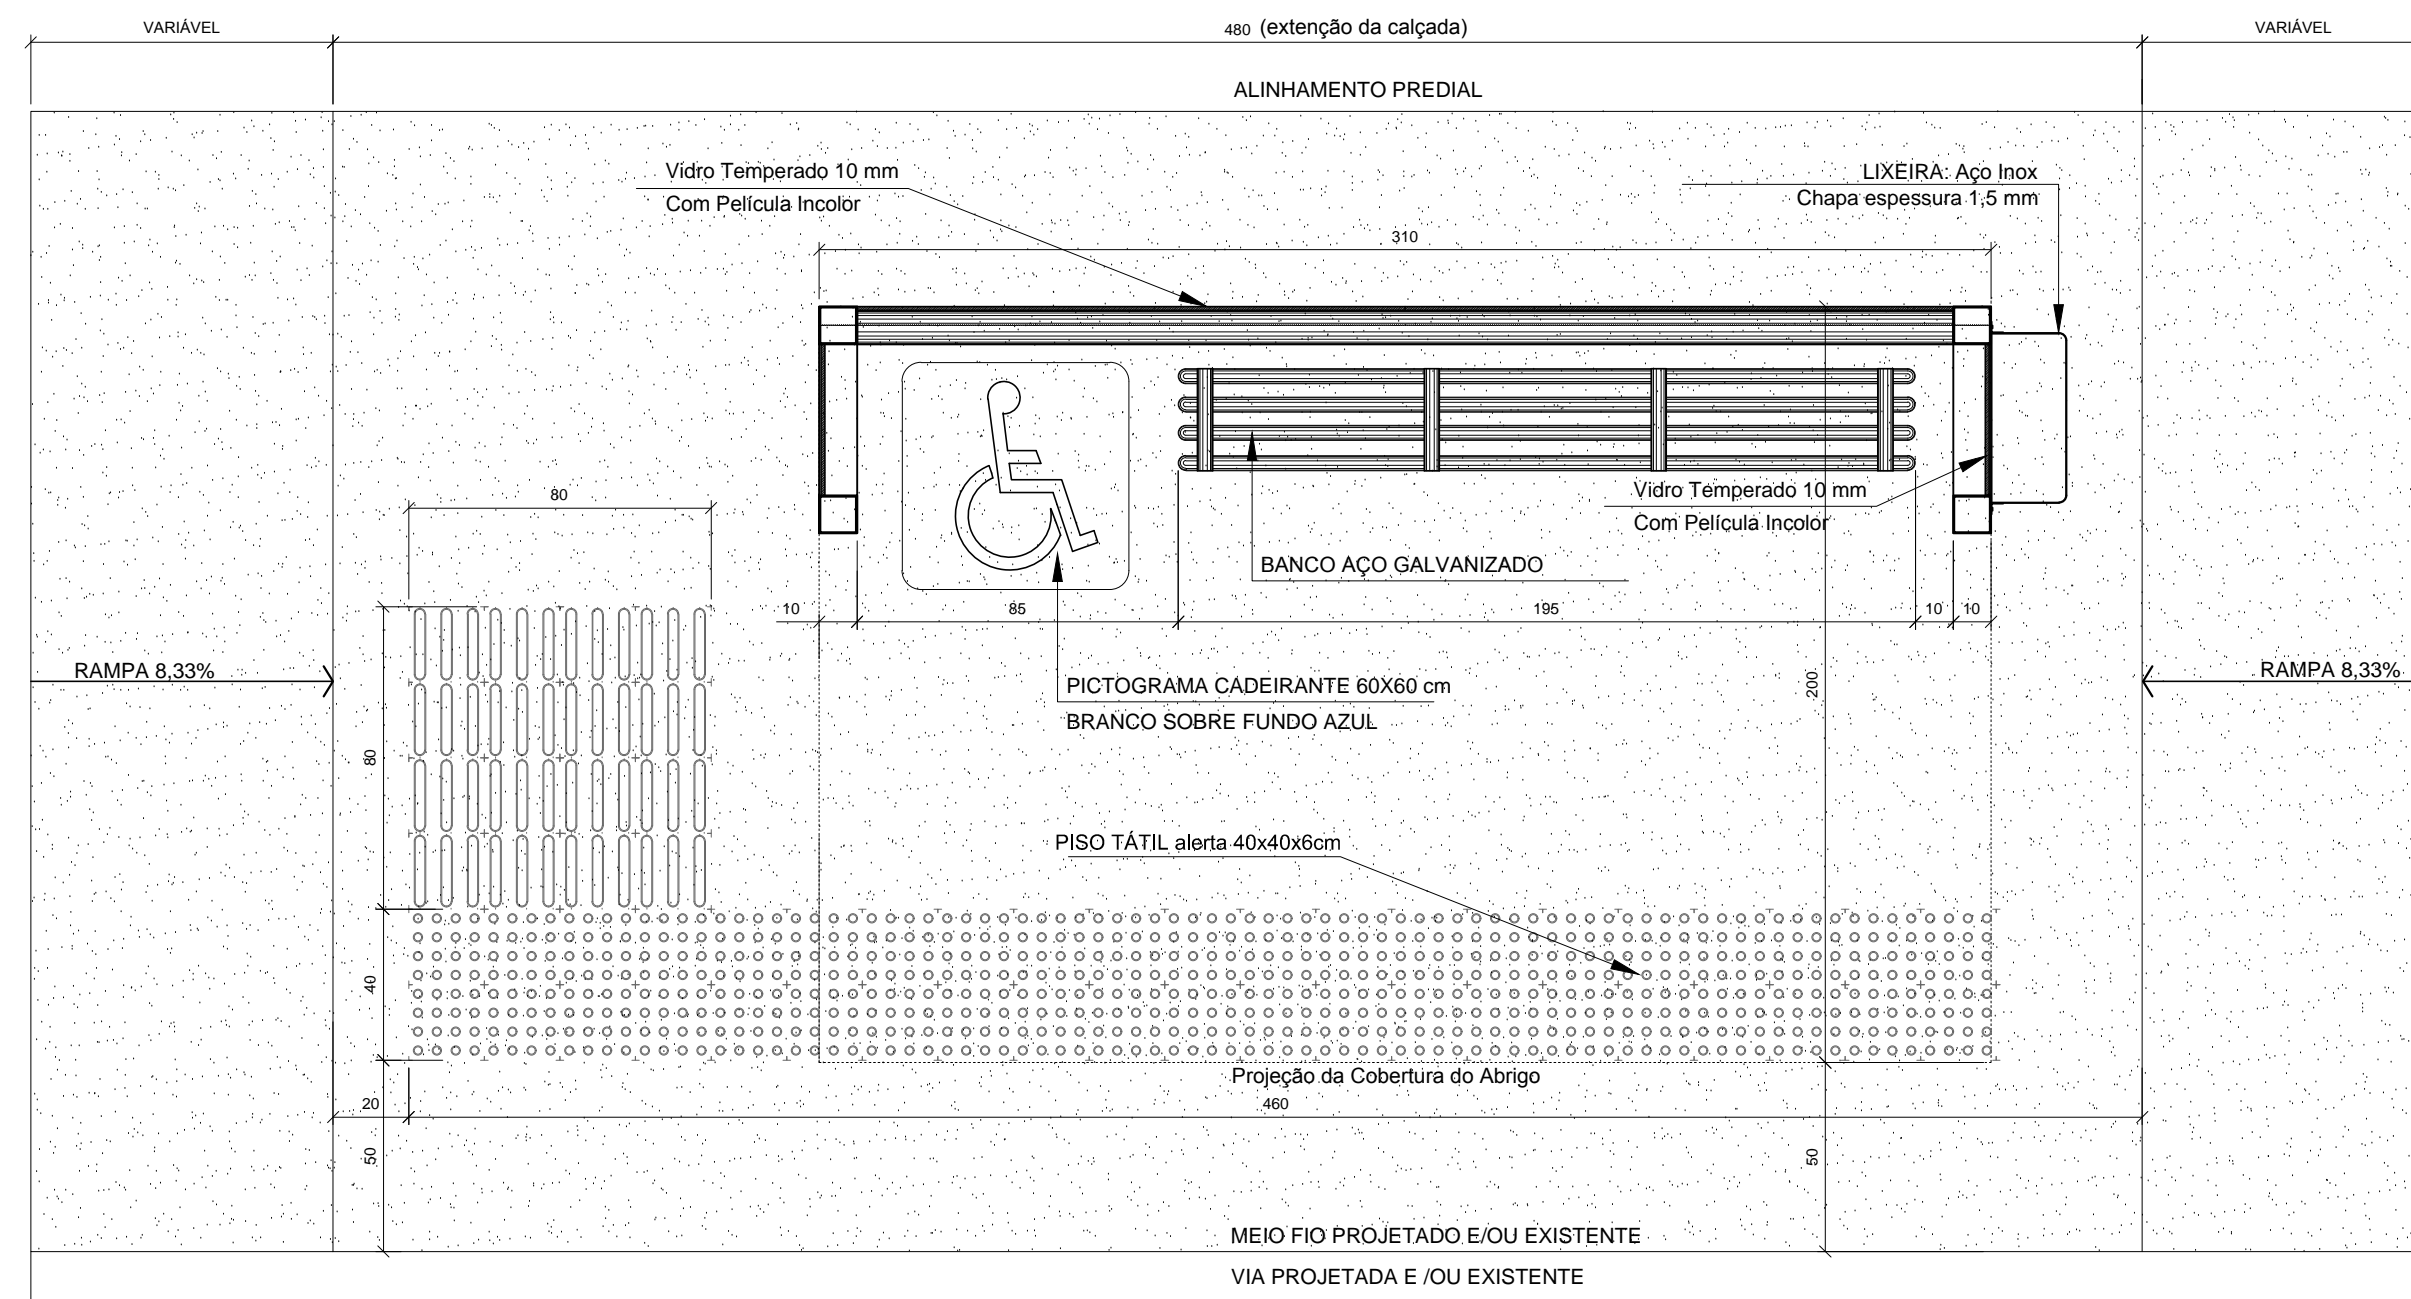 VARIÁVEL
480 (extenção da calçada)
VARIÁVEL
ALINHAMENTO PREDIAL
Vidro Temperado 10 mm
Com Película Incolor
LIXEIRA: Aço Inox
Chapa espessura 1,5 mm
310
80
Vidro Temperado 10 mm
Com Película Incolor
BANCO AÇO GALVANIZADO
10
85
195
10
10
RAMPA 8,33%
RAMPA 8,33%
PICTOGRAMA CADEIRANTE 60X60 cm
BRANCO SOBRE FUNDO AZUL
200
80
PISO TÁTIL alerta 40x40x6cm
40
Projeção da Cobertura do Abrigo
20
460
50
50
MEIO FIO PROJETADO E/OU EXISTENTE
VIA PROJETADA E /OU EXISTENTE